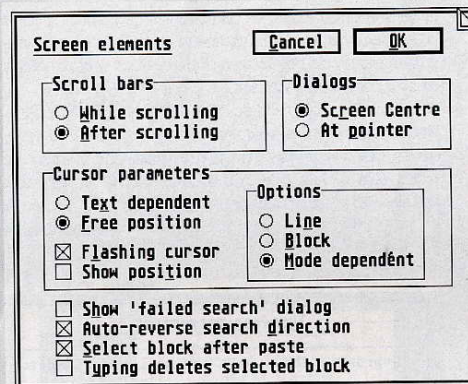 Screen elements
Cancel
OK
Scroll bars
While scrolling
After scrolling
Dialogs
Screen Centre
At pointer
Cursor parameters
Text dependent
Free position
Flashing cursor
Show position
Options
Line
Block
Mode dependent
Show 'failed search' dialog
Auto-reverse search direction
Select block after paste
Typing deletes selected block